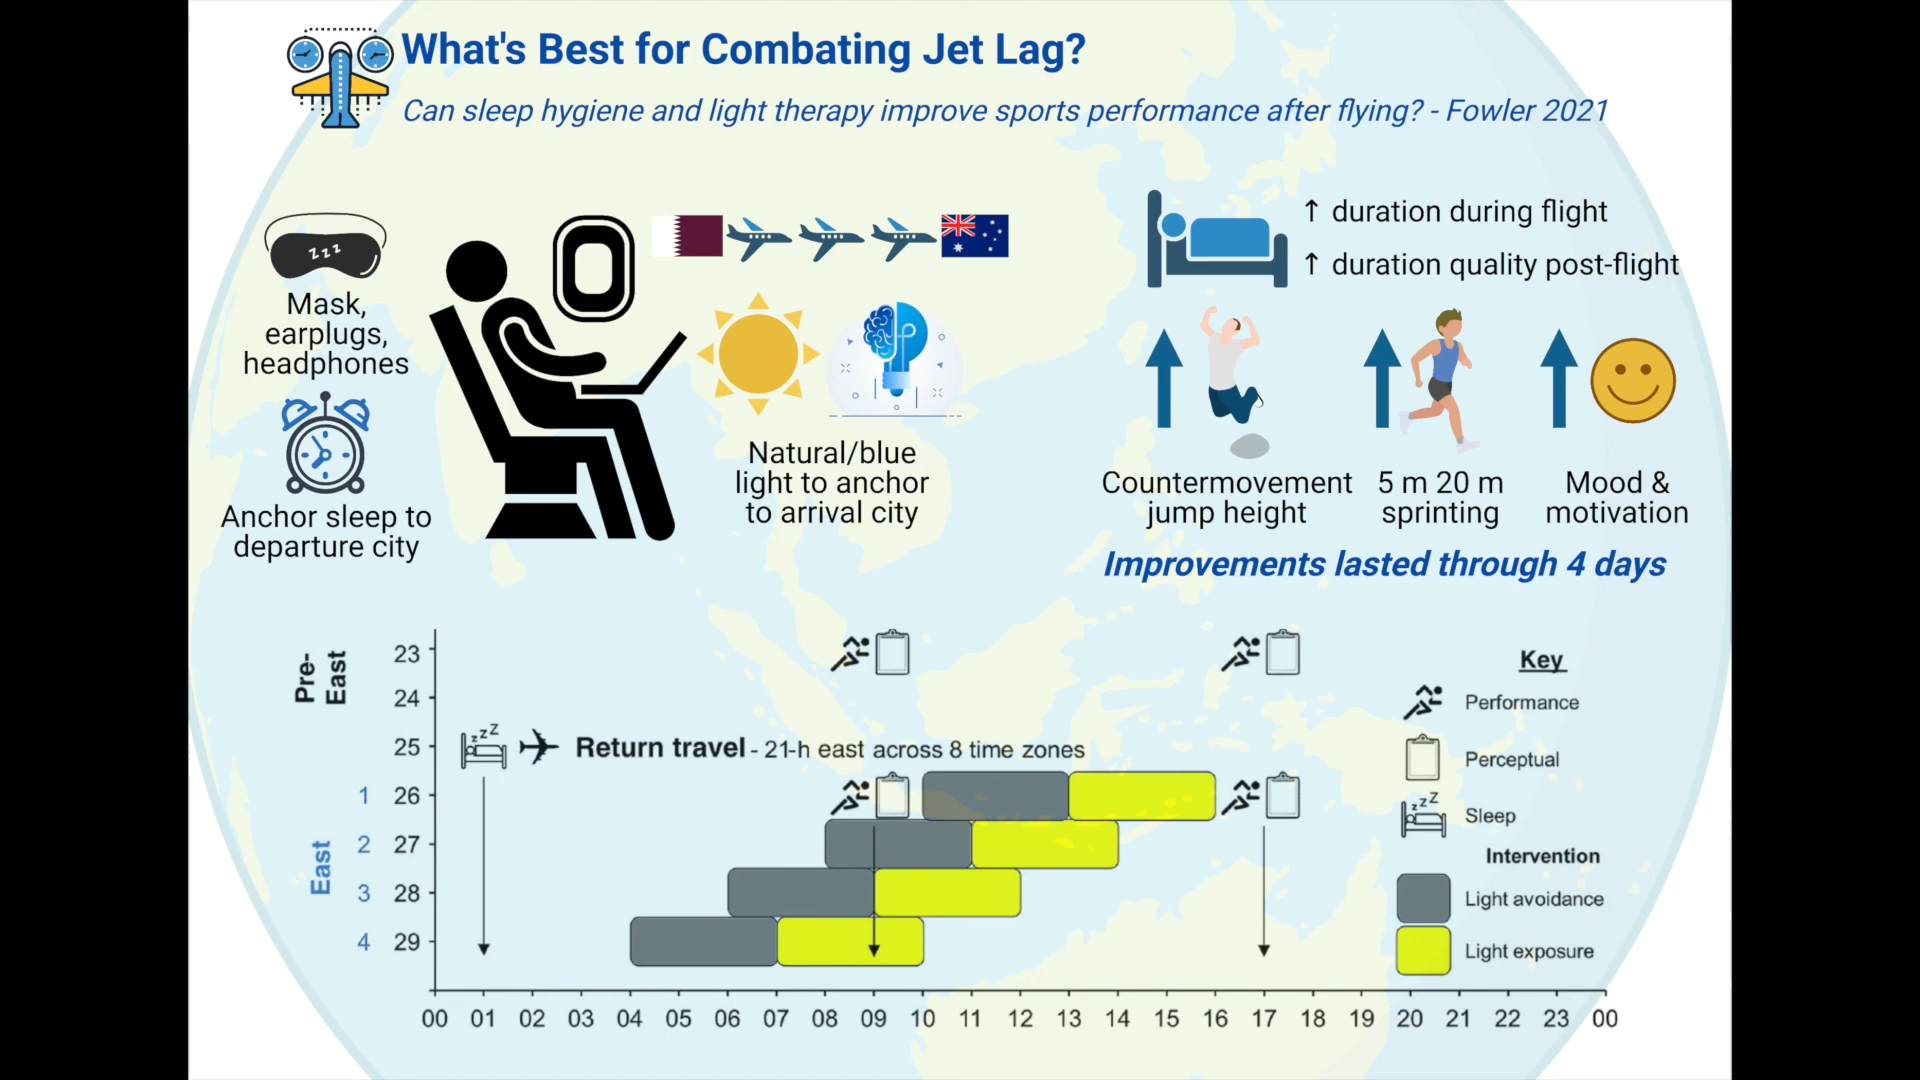 What's Best for Combating Jet Lag?
Can sleep hygiene and light therapy improve sports performance after flying? - Fowler 2021
zzz
Mask,
earplugs,
headphones
Anchor sleep to
departure city
Natural/blue
light to anchor
to arrival city
↑ duration during flight
↑ duration quality post-flight
Countermovement
jump height
5 m 20 m
sprinting
Mood &
motivation
Improvements lasted through 4 days
Pre-
East
23
24
zzZ
25
Return travel - 21-h east across 8 time zones
East
1 26
2 27
3 28
4 29
00 01 02 03 04 05 06 07 08 09 10 11 12 13 14 15 16 17 18 19 20 21 22 23 00
Key
Performance
Perceptual
zzZ
Sleep
Intervention
Light avoidance
Light exposure